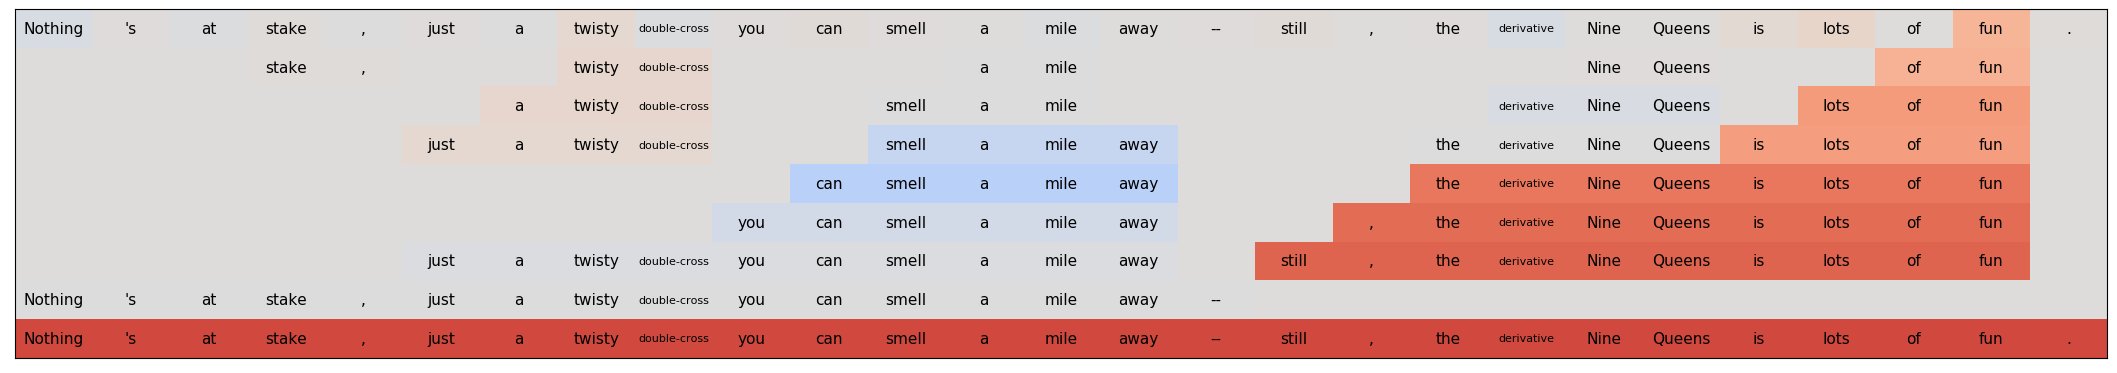 Nothing 's at stake , just a twisty double-cross you can smell a mile away -- still , the derivative Nine Queens is lots of fun .
stake , twisty double-cross a mile Nine Queens of fun
a twisty double-cross smell a mile derivative Nine Queens lots of fun
just a twisty double-cross smell a mile away the derivative Nine Queens is lots of fun
can smell a mile away the derivative Nine Queens is lots of fun
you can smell a mile away , the derivative Nine Queens is lots of fun
just a twisty double-cross you can smell a mile away still , the derivative Nine Queens is lots of fun
Nothing 's at stake , just a twisty double-cross you can smell a mile away --
Nothing 's at stake , just a twisty double-cross you can smell a mile away -- still , the derivative Nine Queens is lots of fun .